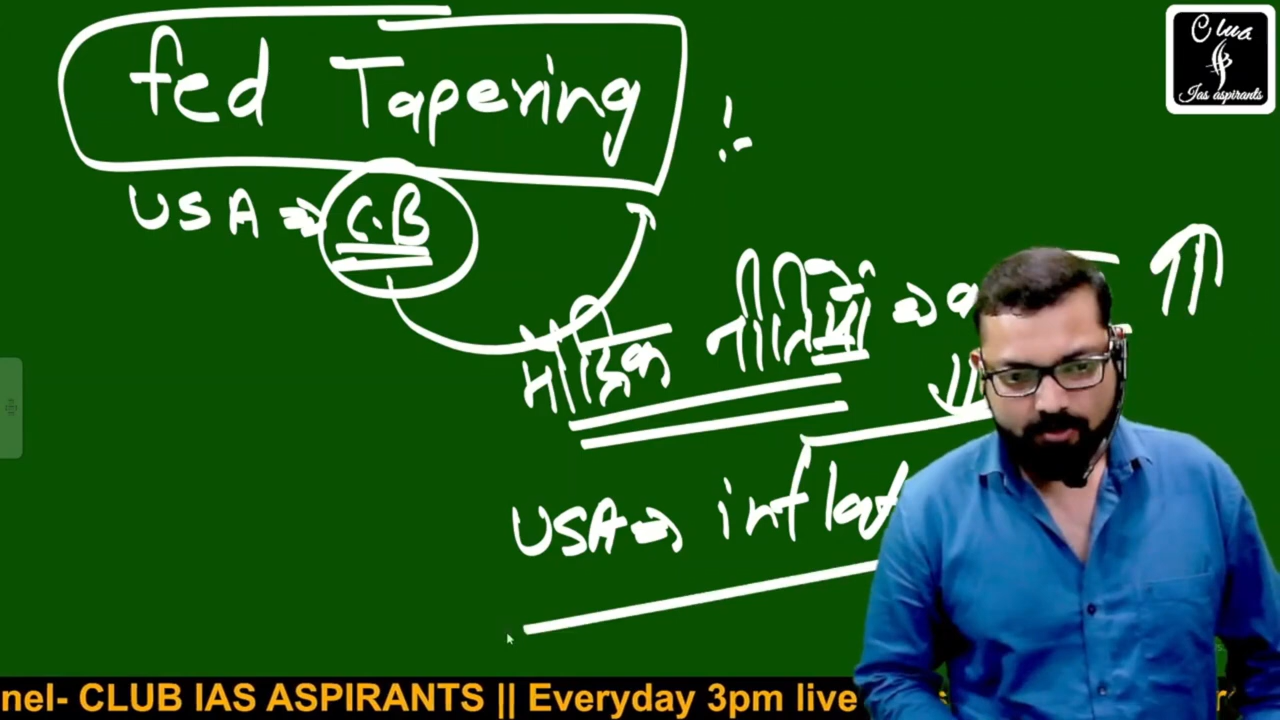 Club
Ias aspirants
fed Tapering :-
USA ⇒ C.B
मौद्रिक नीतियों ⇒
USA ⇒ inflat
nel- CLUB IAS ASPIRANTS || Everyday 3pm live